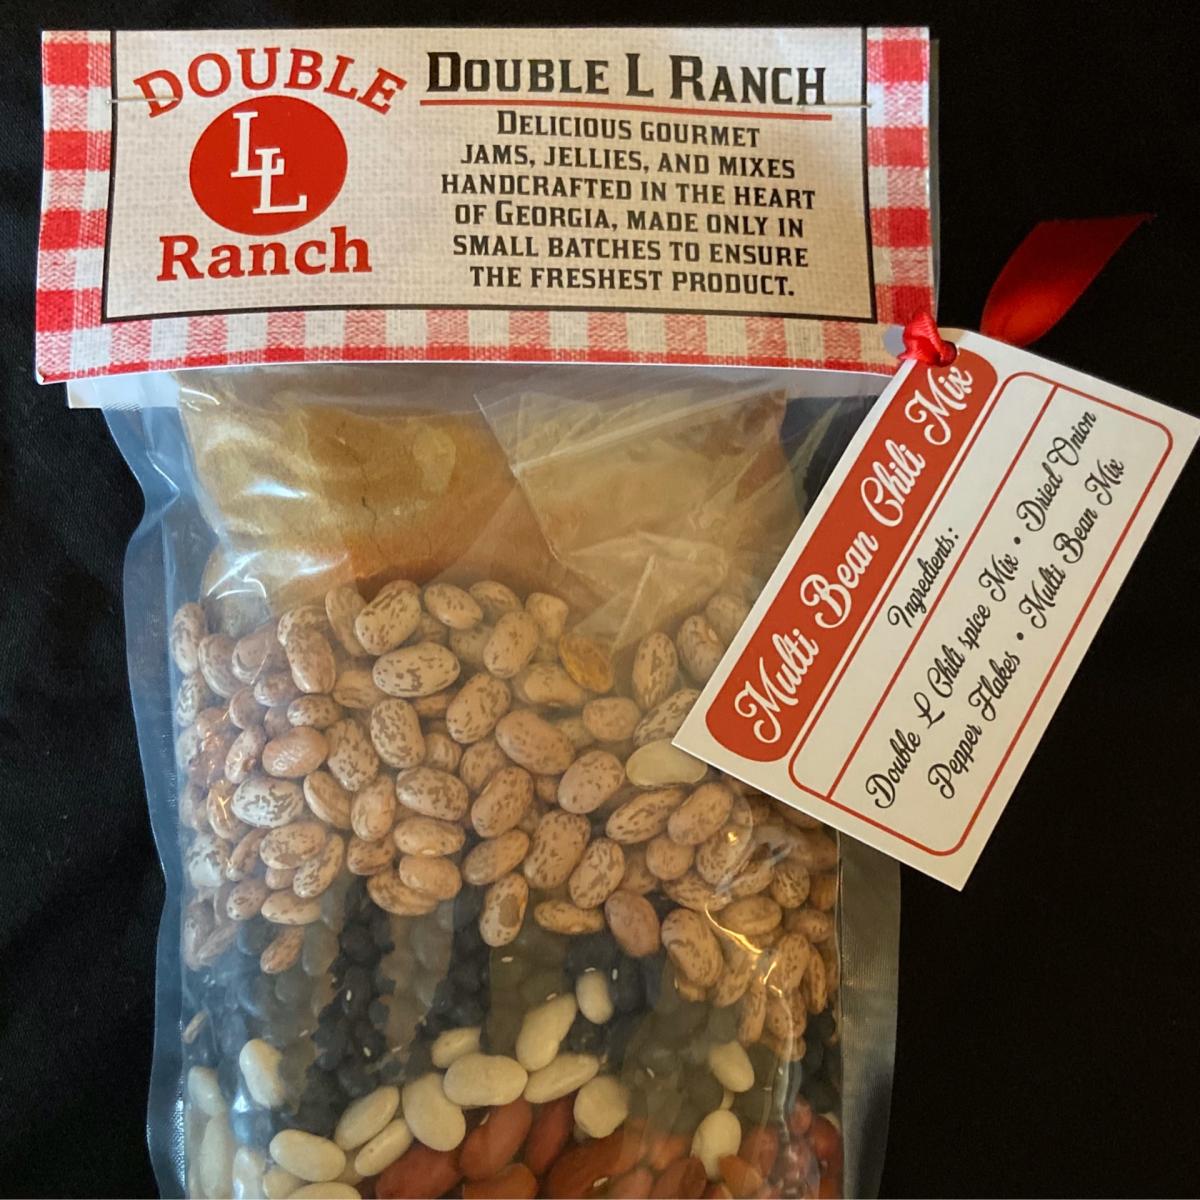 DOUBLE
LL
Ranch
DOUBLE L RANCH
DELICIOUS GOURMET
JAMS, JELLIES, AND MIXES
HANDCRAFTED IN THE HEART
OF GEORGIA, MADE ONLY IN
SMALL BATCHES TO ENSURE
THE FRESHEST PRODUCT.
Multi Bean Chili Mix
Ingredients:
Double L Chili spice Mix • Dried Onion
Pepper Flakes • Multi Bean Mix